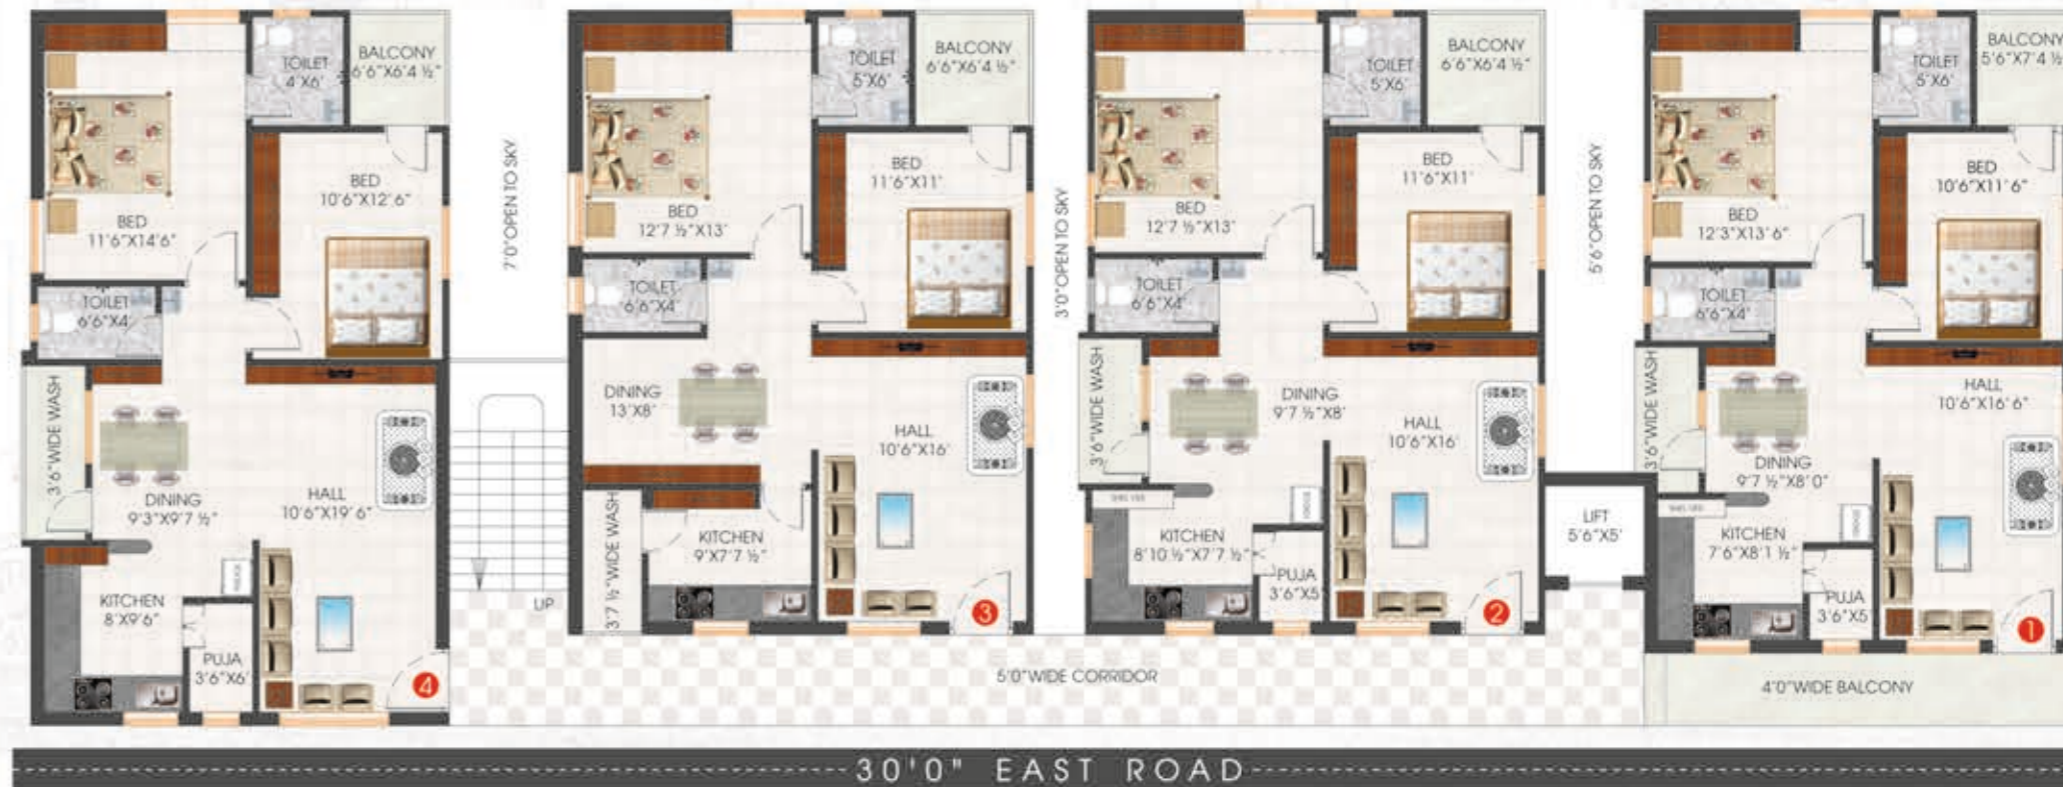 TOILET
4'X6'
BALCONY
6'6"X6'4 ½"
BED
10'6"X12'6"
BED
11'6"X14'6"
TOILET
6'6"X4'
3'6"WIDE WASH
DINING
9'3"X9'7 ½"
HALL
10'6"X19'6"
KITCHEN
8'X9'6"
PUJA
3'6"X6'
4
7'0"OPEN TO SKY
UP
TOILET
5'X6'
BALCONY
6'6"X6'4 ½"
BED
11'6"X11'
BED
12'7 ½"X13'
TOILET
6'6"X4'
DINING
13'X8'
HALL
10'6"X16'
3'7 ½"WIDE WASH
KITCHEN
9'X7'7 ½"
3
3'0"OPEN TO SKY
TOILET
5'X6'
BALCONY
6'6"X6'4 ½"
BED
11'6"X11'
BED
12'7 ½"X13'
TOILET
6'6"X4'
3'6"WIDE WASH
DINING
9'7 ½"X8'
HALL
10'6"X16'
KITCHEN
8'10 ½"X7'7 ½"
PUJA
3'6"X5'
2
5'6"OPEN TO SKY
LIFT
5'6"X5'
TOILET
5'X6'
BALCONY
5'6"X7'4 ½
BED
10'6"X11'6"
BED
12'3"X13'6"
TOILET
6'6"X4'
3'6"WIDE WASH
HALL
10'6"X16'6"
DINING
9'7 ½"X8'0"
KITCHEN
7'6"X8'1 ½"
PUJA
3'6"X5'
1
5'0"WIDE CORRIDOR
4'0"WIDE BALCONY
30'0" EAST ROAD